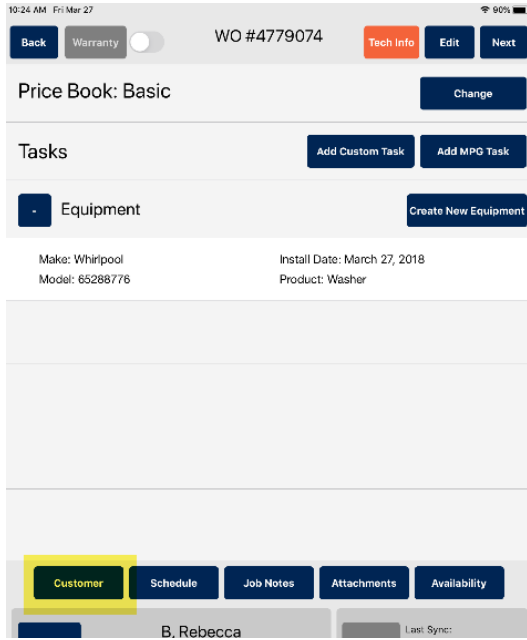 10:24 AM Fri Mar 27 90%
Back Warranty WO #4779074 Tech Info Edit Next
Price Book: Basic Change
Tasks Add Custom Task Add MPG Task
- Equipment Create New Equipment
Make: Whirlpool Install Date: March 27, 2018
Model: 65288776 Product: Washer
Customer Schedule Job Notes Attachments Availability
B, Rebecca Last Sync: